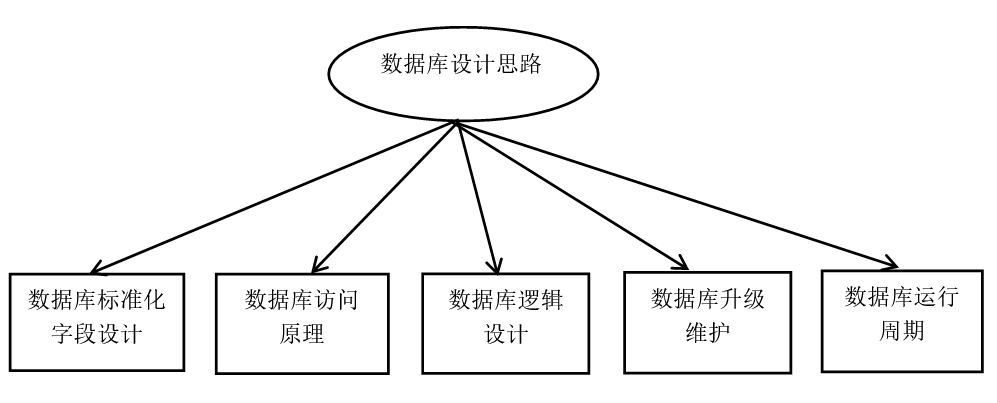 数据库设计思路
数据库标准化
字段设计
数据库访问
原理
数据库逻辑
设计
数据库升级
维护
数据库运行
周期